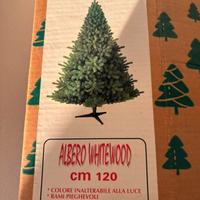 ALBERO WHITEWOOD
cm 120
* COLORE INALTERABILE ALLA LUCE
* RAMI PIEGHEVOLI